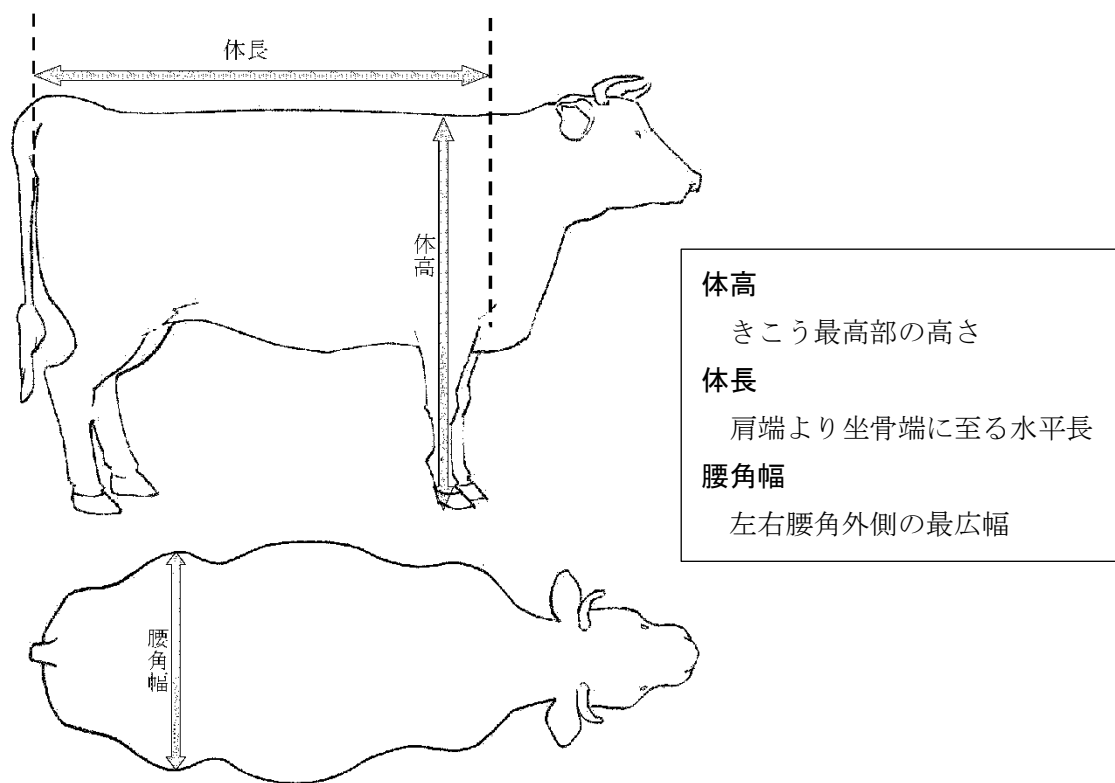 体長
体高
体高
きこう最高部の高さ
体長
肩端より坐骨端に至る水平長
腰角幅
左右腰角外側の最広幅
腰角幅